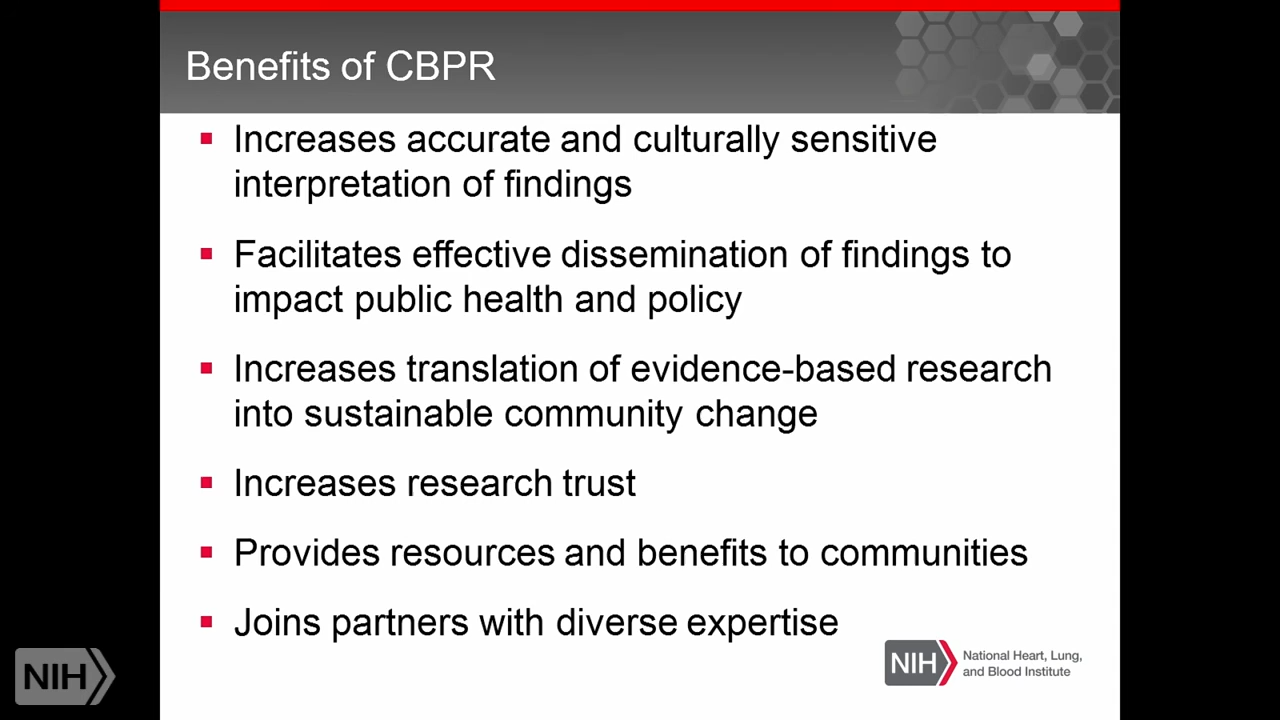 Benefits of CBPR
Increases accurate and culturally sensitive
interpretation of findings
Facilitates effective dissemination of findings to
impact public health and policy
Increases translation of evidence-based research
into sustainable community change
Increases research trust
Provides resources and benefits to communities
Joins partners with diverse expertise
NIH
National Heart, Lung,
and Blood Institute
NIH